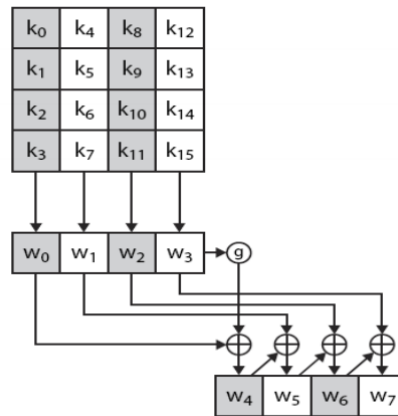 k₀ k₄ k₈ k₁₂
k₁ k₅ k₉ k₁₃
k₂ k₆ k₁₀ k₁₄
k₃ k₇ k₁₁ k₁₅
w₀ w₁ w₂ w₃ g
w₄ w₅ w₆ w₇